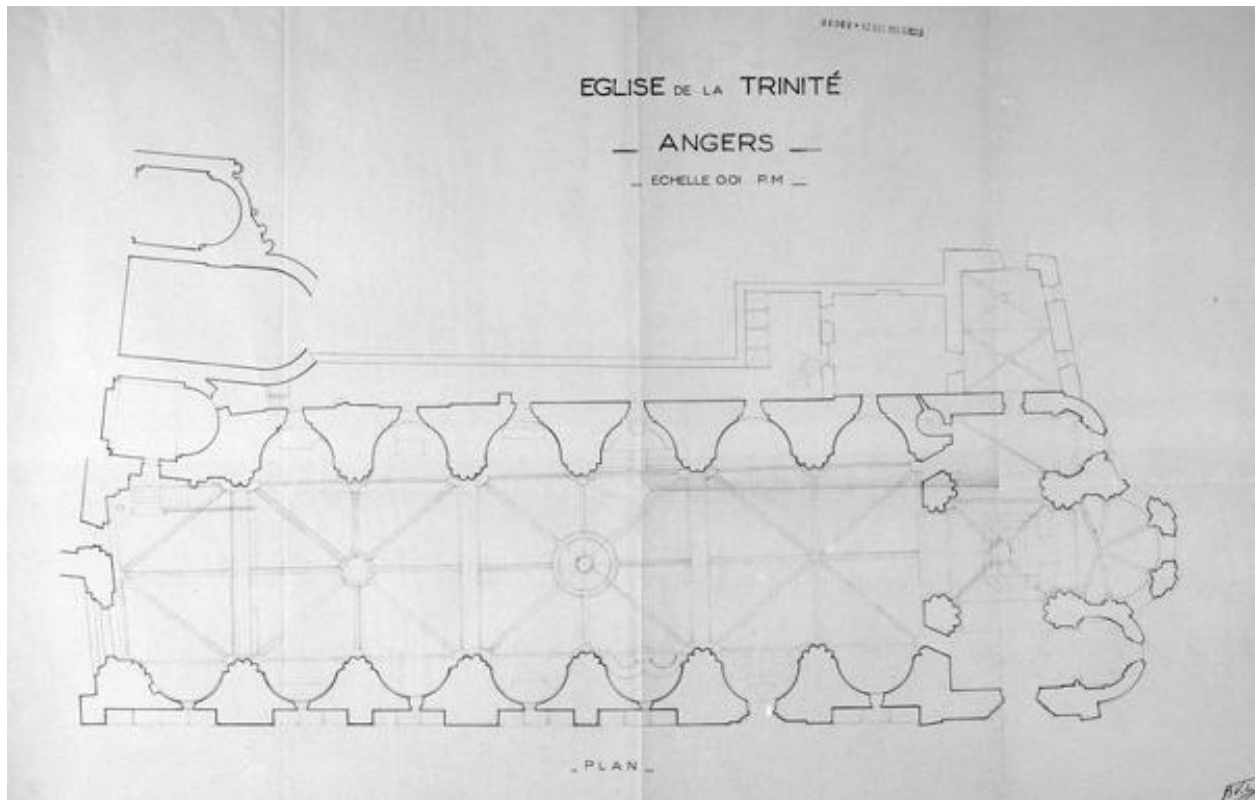 EGLISE DE LA TRINITÉ
_ ANGERS _
_ ECHELLE 0.01 P.M _
_ PLAN _